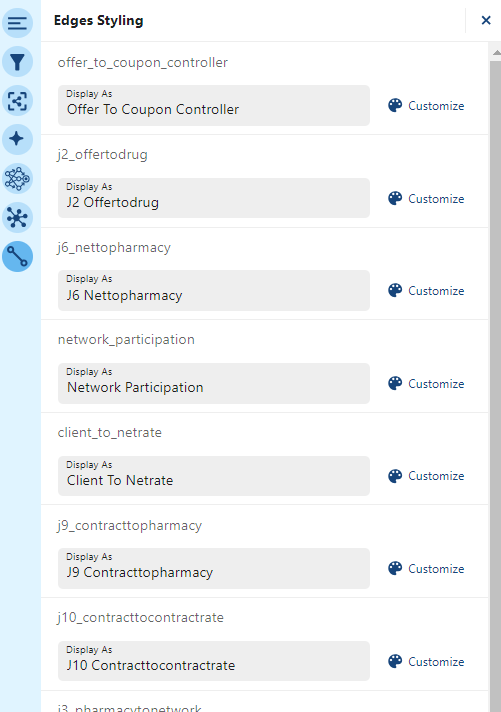 Edges Styling
offer_to_coupon_controller
Display As
Offer To Coupon Controller
Customize
j2_offertodrug
Display As
J2 Offertodrug
Customize
j6_nettopharmacy
Display As
J6 Nettopharmacy
Customize
network_participation
Display As
Network Participation
Customize
client_to_netrate
Display As
Client To Netrate
Customize
j9_contracttopharmacy
Display As
J9 Contracttopharmacy
Customize
j10_contracttocontractrate
Display As
J10 Contracttocontractrate
Customize
j3_pharmacytonetwork